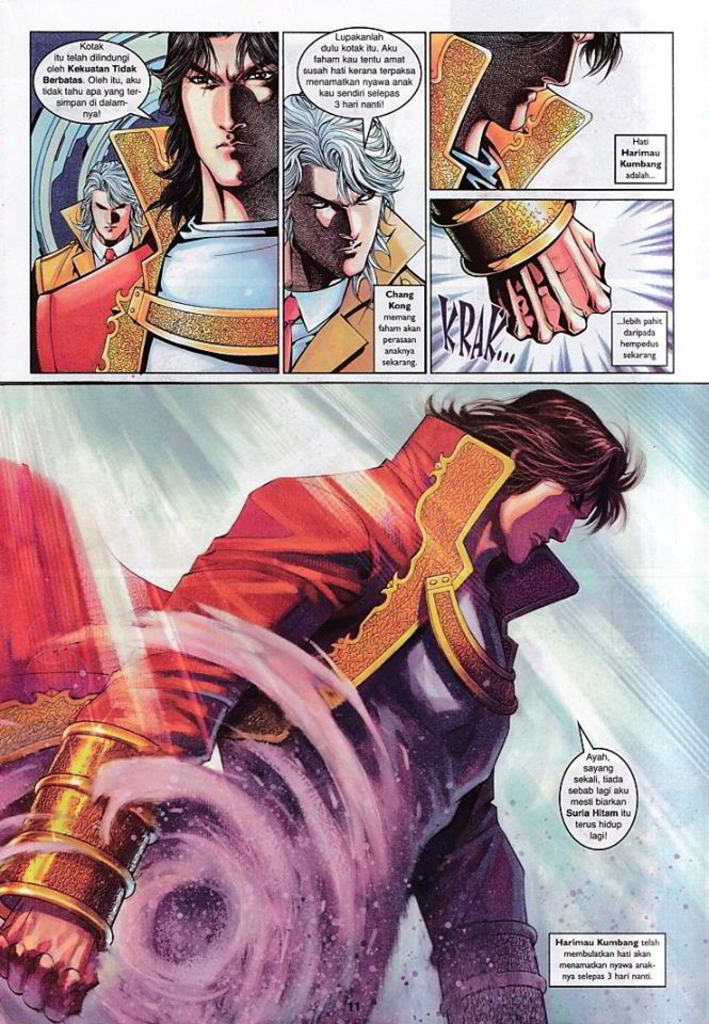 Kotak
itu telah dilindungi
oleh Kekuatan Tidak
Berbatas. Oleh itu, aku
tidak tahu apa yang ter-
simpan di dalam-
nya!
Lupakanlah
dulu kotak itu. Aku
faham kau tentu amat
susah hati kerana terpaksa
menamatkan nyawa anak
kau sendiri selepas
3 hari nanti!
Chang
Kong
memang
faham akan
perasaan
anaknya
sekarang.
Hati
Harimau
Kumbang
adalah...
KRAK...
...lebih pahit
daripada
hempedus
sekarang
Ayah,
sayang
sekali, tiada
sebab lagi aku
mesti biarkan
Suria Hitam itu
terus hidup
lagi!
Harimau Kumbang telah
membulatkan hati akan
menamatkan nyawa anak-
nya selepas 3 hari nanti.
11